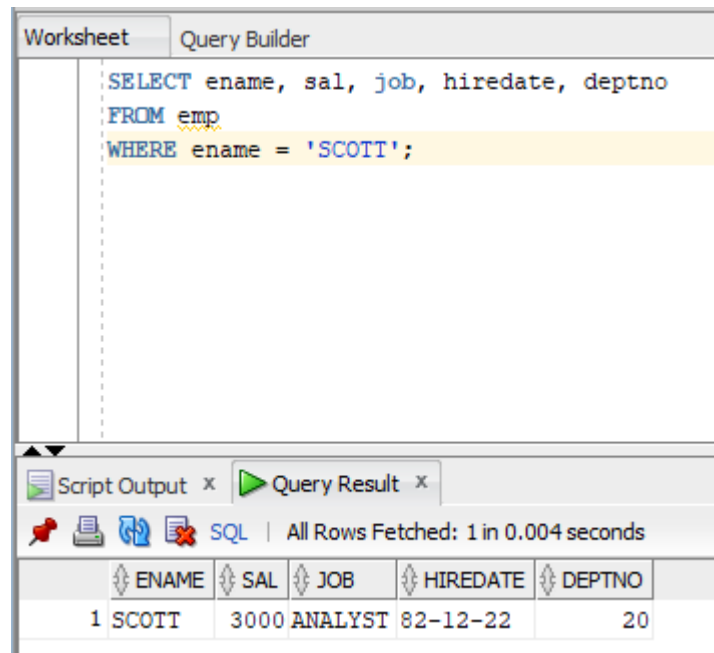 Worksheet Query Builder
SELECT ename, sal, job, hiredate, deptno
FROM emp
WHERE ename = 'SCOTT';
Script Output x Query Result x
SQL | All Rows Fetched: 1 in 0.004 seconds
ENAME SAL JOB HIREDATE DEPTNO
1 SCOTT 3000 ANALYST 82-12-22 20